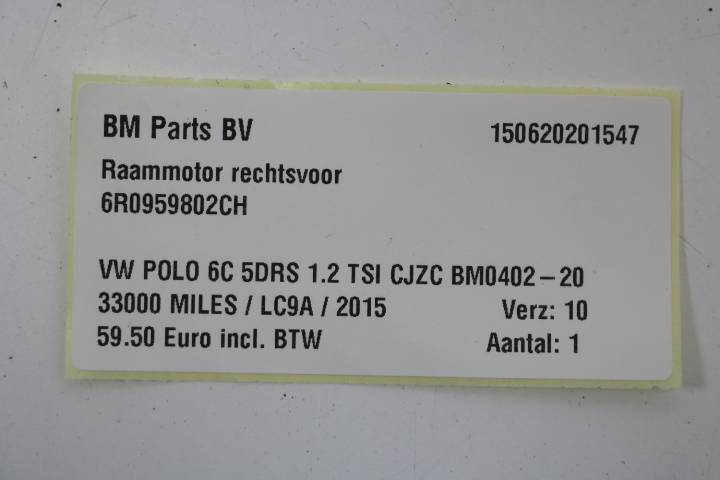 BM Parts BV 150620201547
Raammotor rechtsvoor
6R0959802CH
VW POLO 6C 5DRS 1.2 TSI CJZC BM0402-20
33000 MILES / LC9A / 2015 Verz: 10
59.50 Euro incl. BTW Aantal: 1